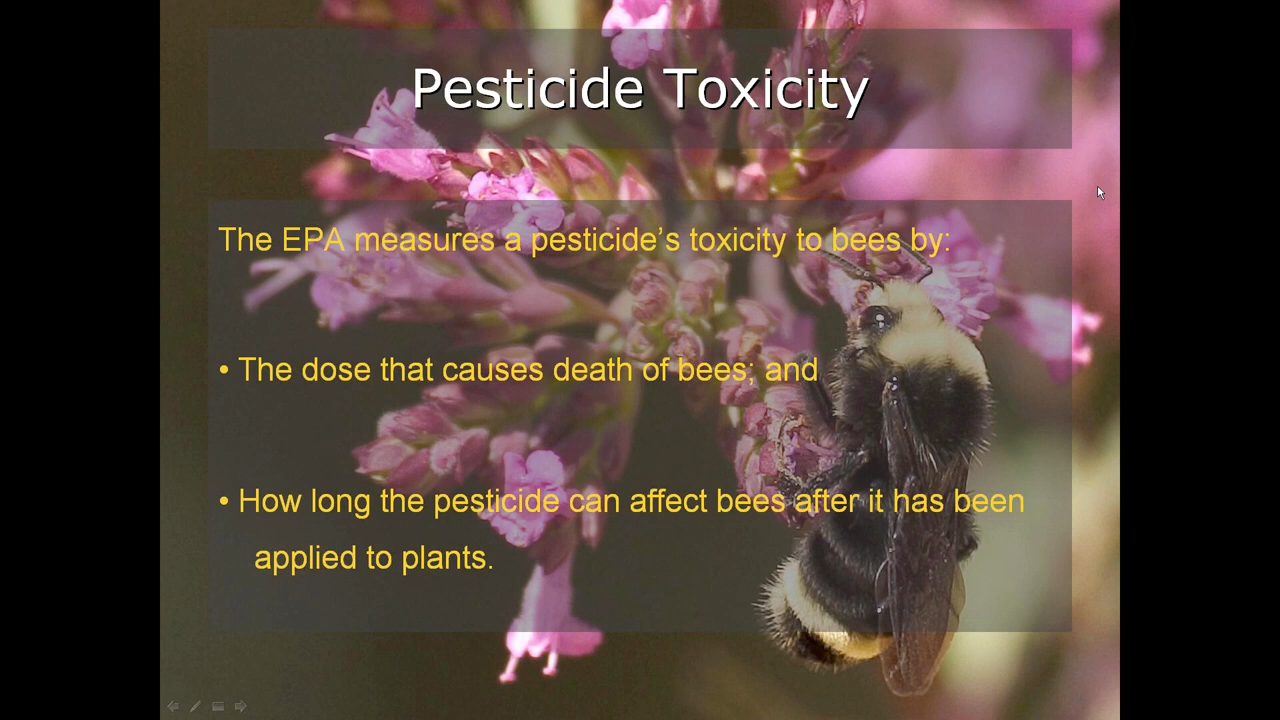 Pesticide Toxicity
The EPA measures a pesticide’s toxicity to bees by:
• The dose that causes death of bees; and
• How long the pesticide can affect bees after it has been
applied to plants.